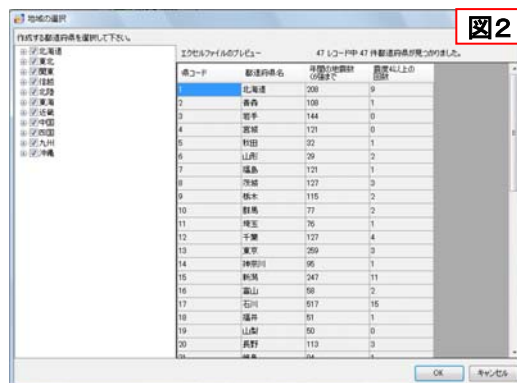 図2
地域の選択
作成する都道府県を選択して下さい。
北海道
東北
関東
信越
北陸
東海
近畿
中国
四国
九州
沖縄
エクセルファイルのプレビュー 47 レコード中 47 件都道府県が見つかりました。
県コード 都道府県名 年間の地震数 震度4以上の回数
1 北海道 208 9
2 青森 108 1
3 岩手 144 0
4 宮城 121 0
5 秋田 32 1
6 山形 29 2
7 福島 121 1
8 茨城 127 3
9 栃木 115 2
10 群馬 77 2
11 埼玉 76 1
12 千葉 127 4
13 東京 259 3
14 神奈川 95 1
15 新潟 247 11
16 富山 58 2
17 石川 517 15
18 福井 51 1
19 山梨 50 0
20 長野 113 3
OK キャンセル